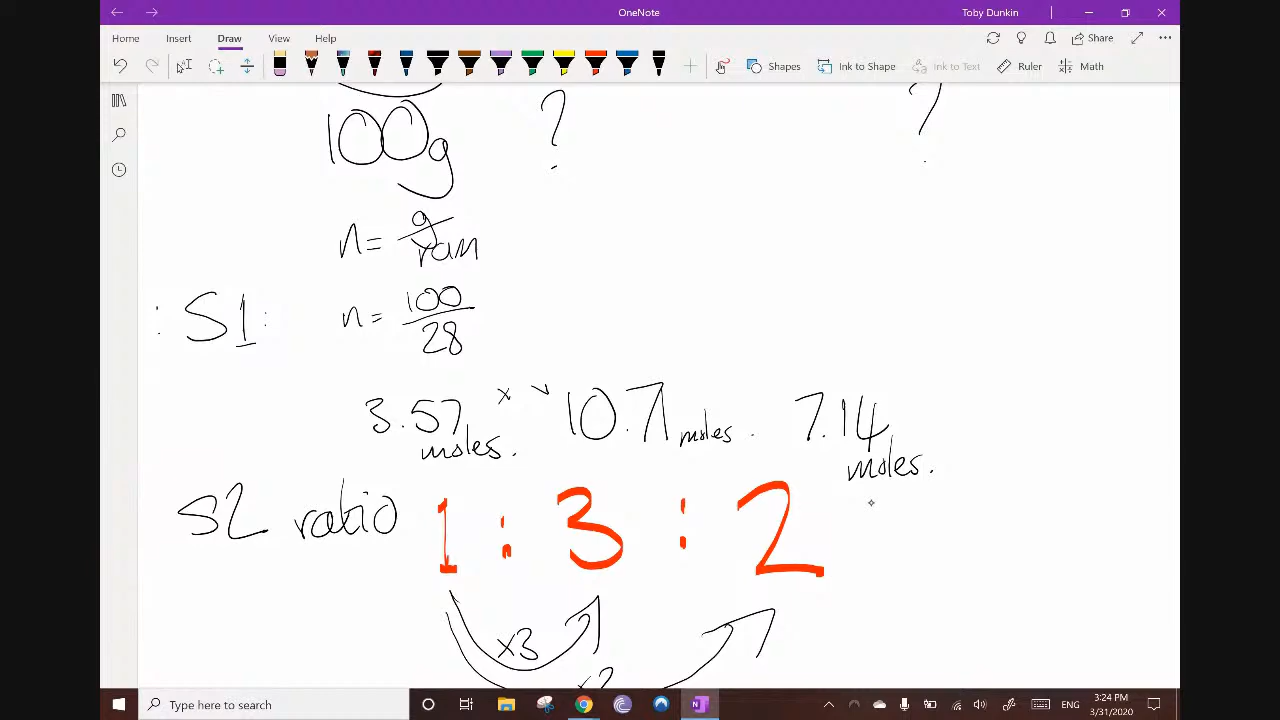 OneNote
Toby Dunkin
Home Insert Draw View Help
Share
Shapes Ink to Shape Ink to Text Ruler Math
100g ? ?
n = g/ram
: S1 : n = 100/28
3.57 moles. x 10.71 moles. 7.14 moles.
S2 ratio 1 : 3 : 2
x3
x2
Type here to search
ENG
3:24 PM
3/31/2020